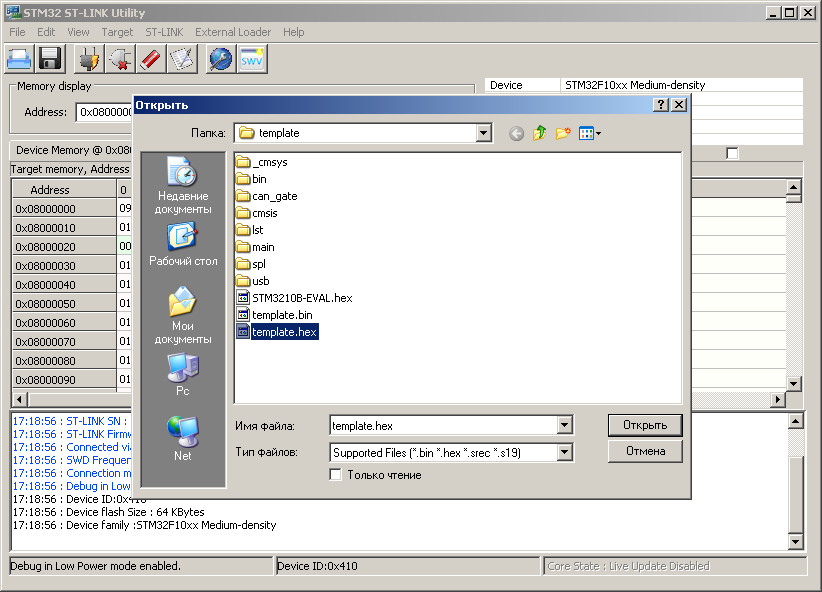 STM32 ST-LINK Utility
File Edit View Target ST-LINK External Loader Help
SWV
Memory display
Address: 0x080000
Device STM32F10xx Medium-density
Device Memory @ 0x080
Target memory, Address
Address 0
0x08000000 09
0x08000010 01
0x08000020 00
0x08000030 01
0x08000040 01
0x08000050 01
0x08000060 01
0x08000070 01
0x08000080 01
0x08000090 01
Открыть
Папка: template
Недавние
документы
Рабочий стол
Мои
документы
Pc
Net
_cmsys
bin
can_gate
cmsis
lst
main
spl
usb
STM3210B-EVAL.hex
template.bin
template.hex
Имя файла: template.hex Открыть
Тип файлов: Supported Files (*.bin *.hex *.srec *.s19) Отмена
Только чтение
17:18:56 : ST-LINK SN :
17:18:56 : ST-LINK Firmw
17:18:56 : Connected via
17:18:56 : SWD Frequen
17:18:56 : Connection m
17:18:56 : Debug in Low
17:18:56 : Device ID:0x410
17:18:56 : Device flash Size : 64 KBytes
17:18:56 : Device family :STM32F10xx Medium-density
Debug in Low Power mode enabled. Device ID:0x410 Core State : Live Update Disabled